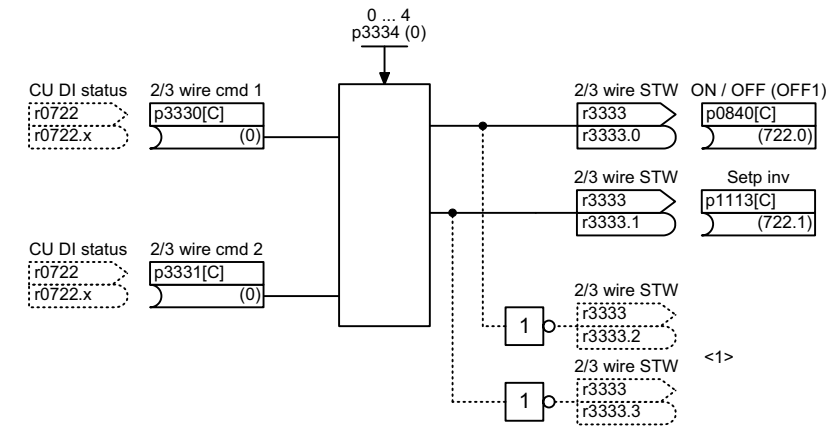 0 ... 4
p3334 (0)
CU DI status
2/3 wire cmd 1
2/3 wire STW
ON / OFF (OFF1)
r0722
p3330[C]
r3333
p0840[C]
r0722.x
(0)
r3333.0
(722.0)
2/3 wire STW
Setp inv
r3333
p1113[C]
r3333.1
(722.1)
CU DI status
2/3 wire cmd 2
r0722
p3331[C]
r0722.x
(0)
2/3 wire STW
r3333
1
r3333.2
2/3 wire STW
<1>
r3333
1
r3333.3